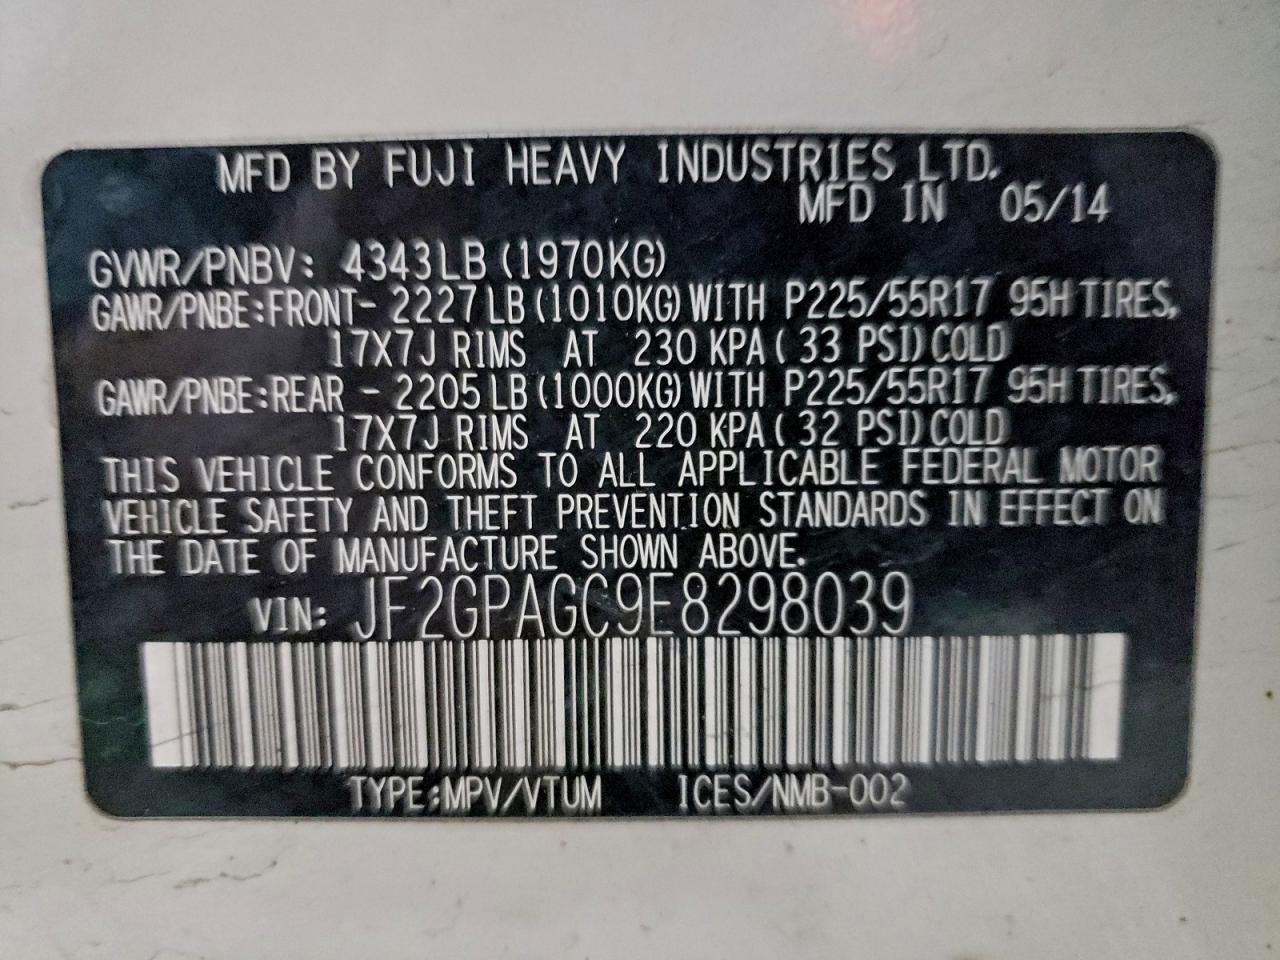 MFD BY FUJI HEAVY INDUSTRIES LTD.
MFD IN 05/14
GVWR/PNBV: 4343LB (1970KG)
GAWR/PNBE:FRONT- 2227LB (1010KG) WITH P225/55R17 95H TIRES,
17X7J RIMS AT 230 KPA ( 33 PSI) COLD
GAWR/PNBE:REAR - 2205LB (1000KG) WITH P225/55R17 95H TIRES,
17X7J RIMS AT 220 KPA ( 32 PSI) COLD
THIS VEHICLE CONFORMS TO ALL APPLICABLE FEDERAL MOTOR
VEHICLE SAFETY AND THEFT PREVENTION STANDARDS IN EFFECT ON
THE DATE OF MANUFACTURE SHOWN ABOVE.
VIN: JF2GPAGC9E8298039
TYPE:MPV/VTUM ICES/NMB-002